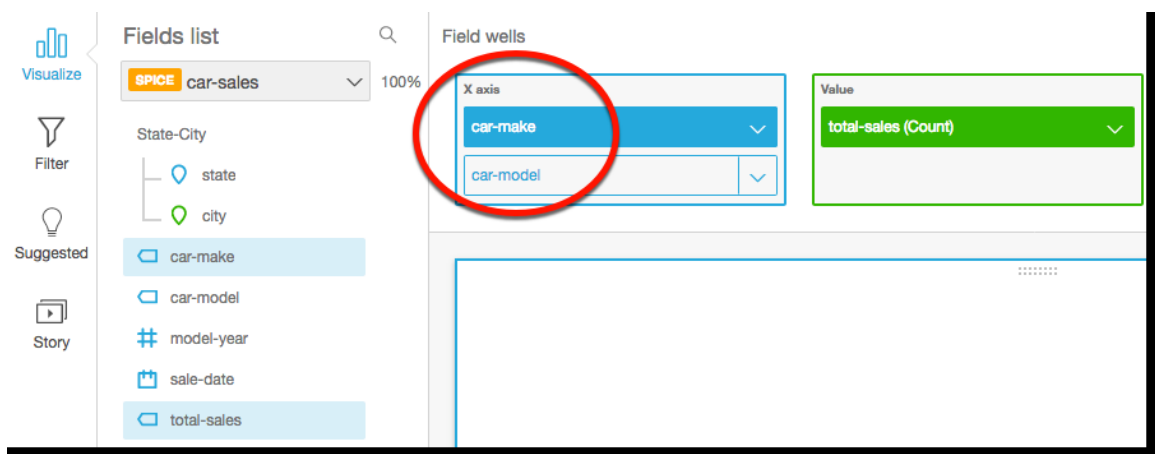 Visualize
Filter
Suggested
Story
Fields list
SPICE car-sales
100%
State-City
state
city
car-make
car-model
model-year
sale-date
total-sales
Field wells
X axis
car-make
car-model
Value
total-sales (Count)